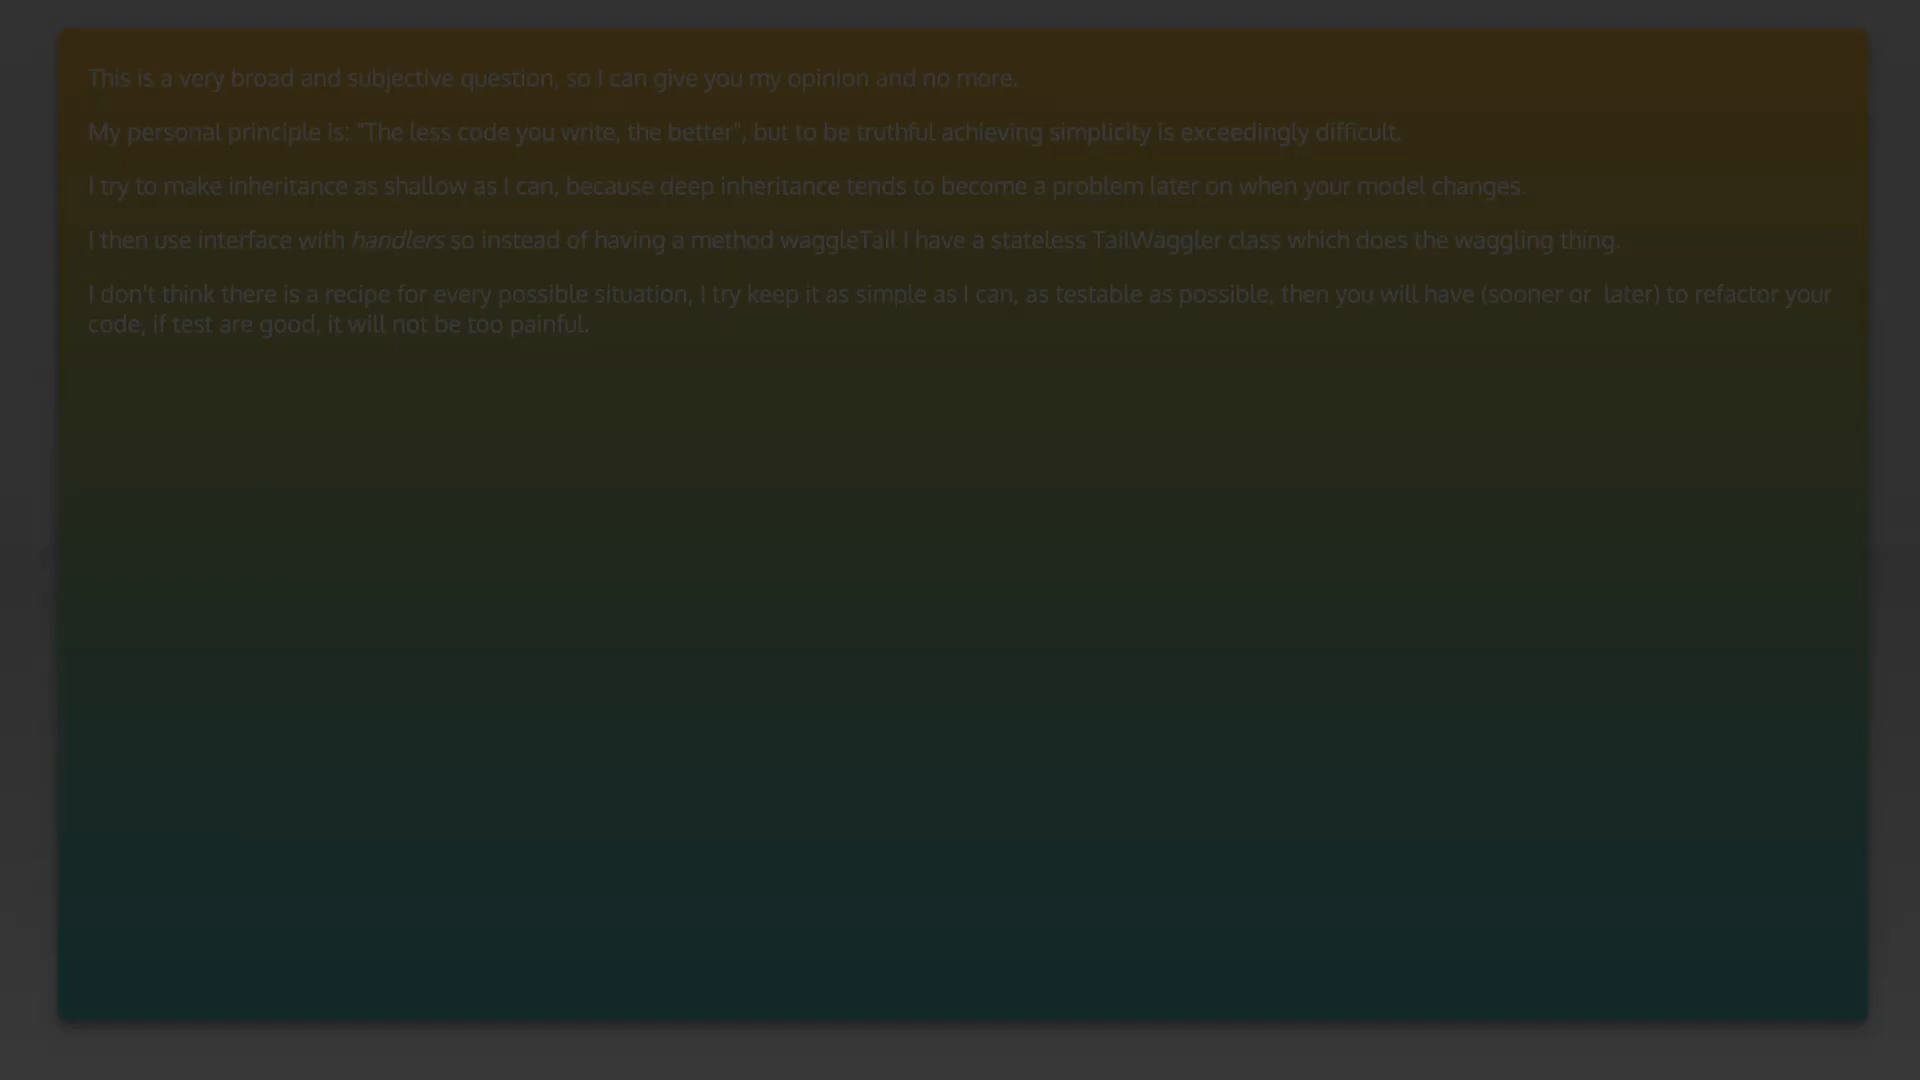 This is a very broad and subjective question, so I can give you my opinion and no more.
My personal principle is: "The less code you write, the better", but to be truthful achieving simplicity is exceedingly difficult.
I try to make inheritance as shallow as I can, because deep inheritance tends to become a problem later on when your model changes.
I then use interface with handlers so instead of having a method waggleTail I have a stateless TailWaggler class which does the waggling thing.
I don't think there is a recipe for every possible situation, I try keep it as simple as I can, as testable as possible, then you will have (sooner or later) to refactor your
code, if test are good, it will not be too painful.